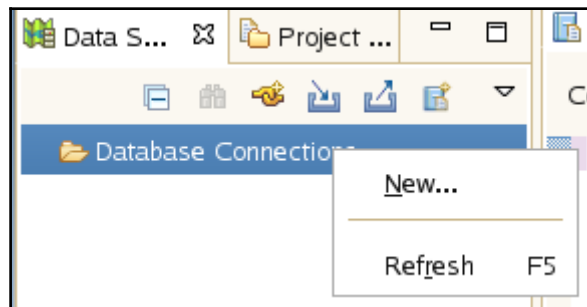 Data S...
Project ...
C
Database Connections
New...
Refresh F5